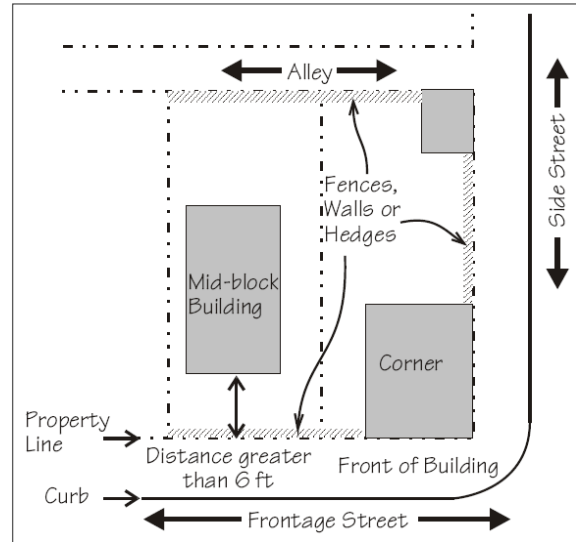 Alley
Side Street
Fences,
Walls or
Hedges
Mid-block
Building
Corner
Property
Line
Distance greater
than 6 ft
Front of Building
Curb
Frontage Street